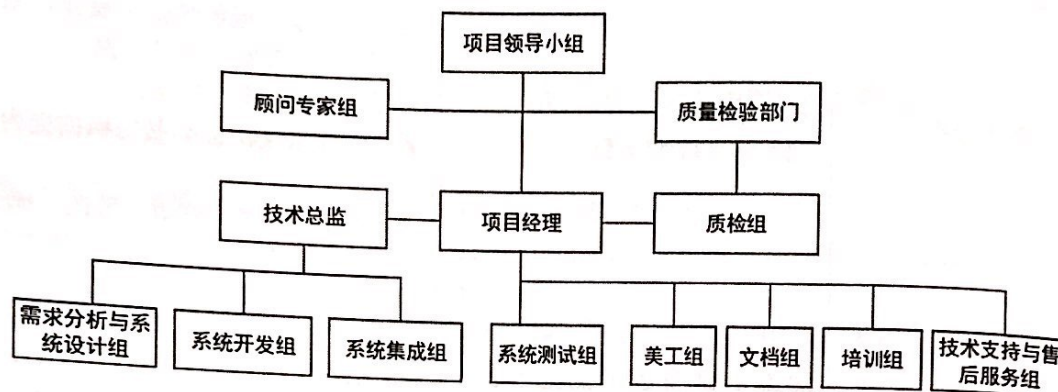 项目领导小组
顾问专家组
质量检验部门
技术总监
项目经理
质检组
需求分析与系
统设计组
系统开发组
系统集成组
系统测试组
美工组
文档组
培训组
技术支持与售
后服务组